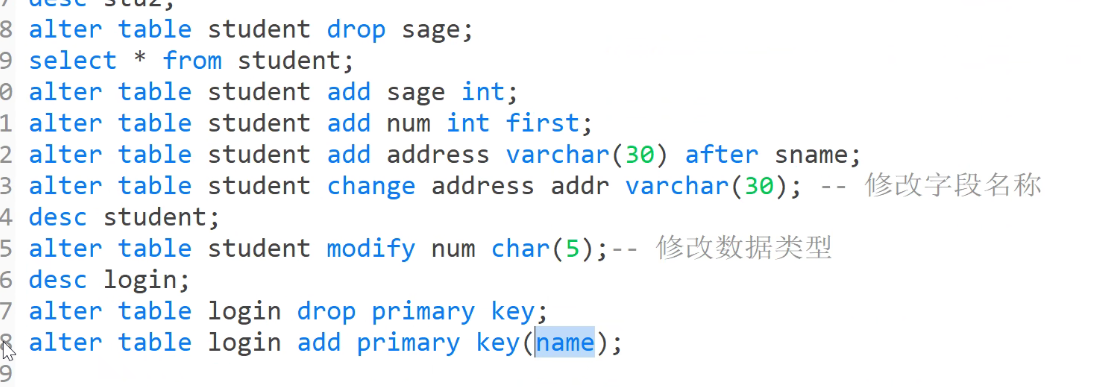 7 desc stu2;
8 alter table student drop sage;
9 select * from student;
0 alter table student add sage int;
1 alter table student add num int first;
2 alter table student add address varchar(30) after sname;
3 alter table student change address addr varchar(30); -- 修改字段名称
4 desc student;
5 alter table student modify num char(5);-- 修改数据类型
6 desc login;
7 alter table login drop primary key;
8 alter table login add primary key(name);
9